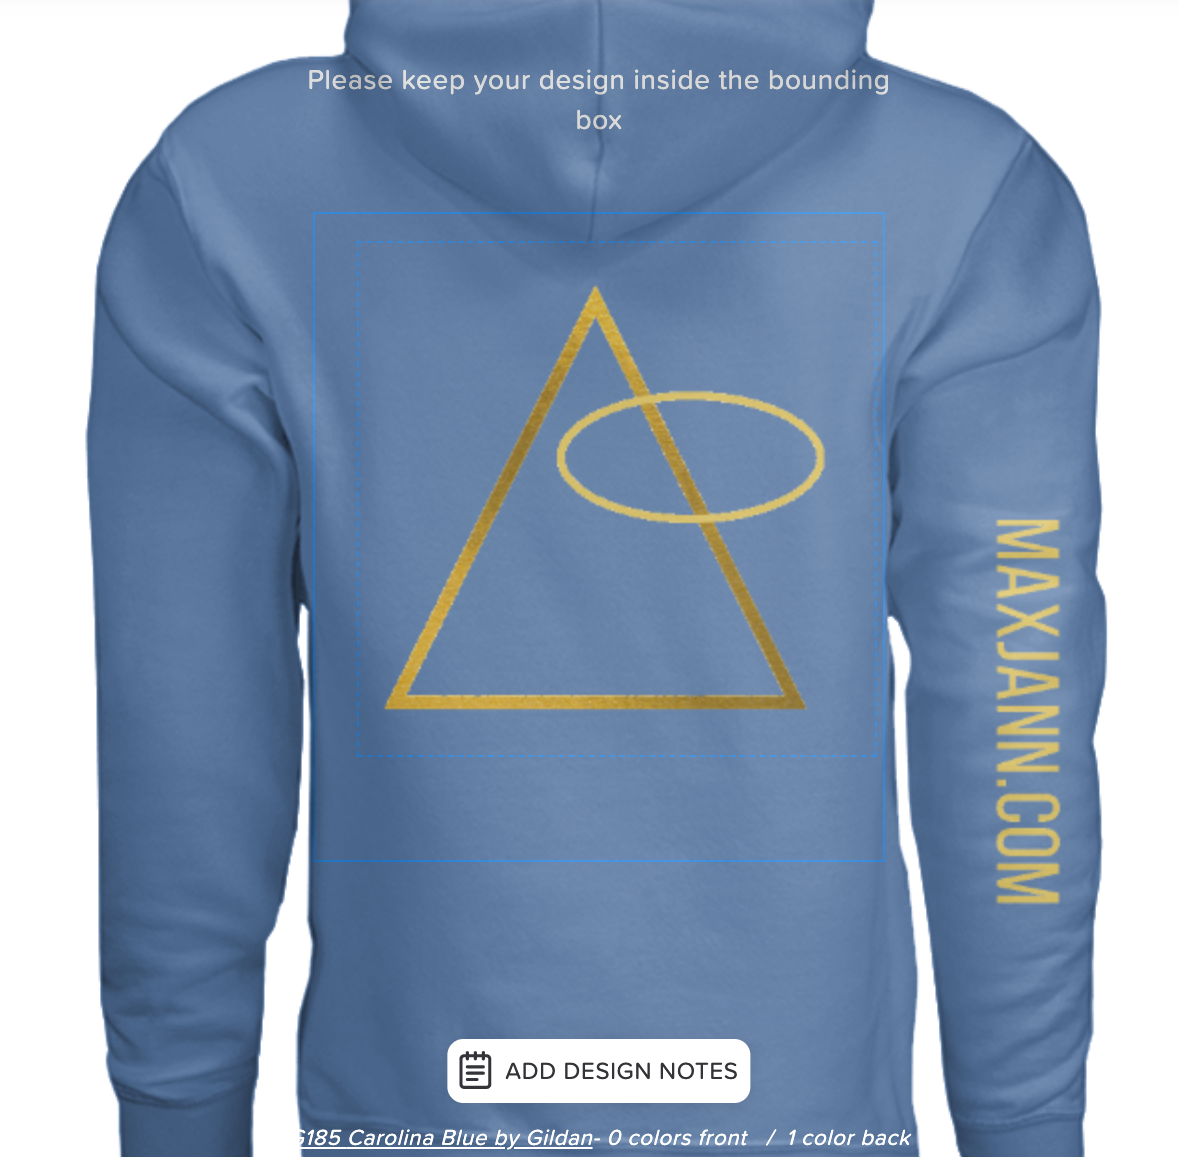 Please keep your design inside the bounding
box
MAXJANN.COM
ADD DESIGN NOTES
G185 Carolina Blue by Gildan- 0 colors front / 1 color back